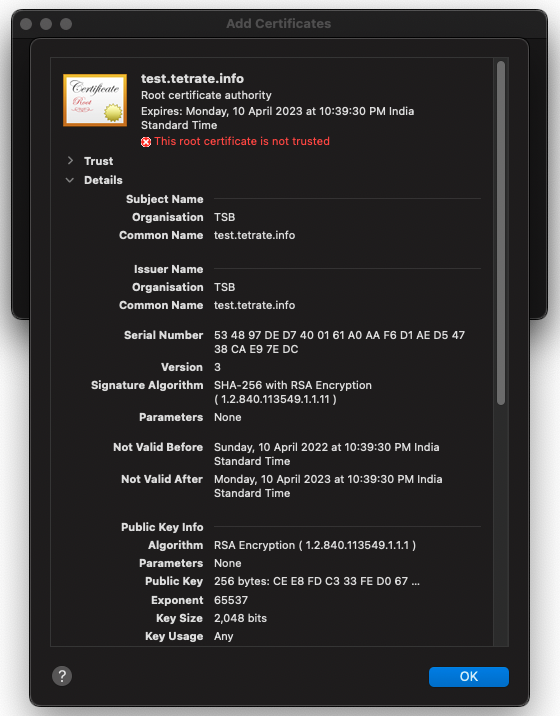 Add Certificates
Certificate
Root
test.tetrate.info
Root certificate authority
Expires: Monday, 10 April 2023 at 10:39:30 PM India
Standard Time
This root certificate is not trusted
Trust
Details
Subject Name
Organisation TSB
Common Name test.tetrate.info
Issuer Name
Organisation TSB
Common Name test.tetrate.info
Serial Number 53 48 97 DE D7 40 01 61 A0 AA F6 D1 AE D5 47
38 CA E9 7E DC
Version 3
Signature Algorithm SHA-256 with RSA Encryption
( 1.2.840.113549.1.1.11 )
Parameters None
Not Valid Before Sunday, 10 April 2022 at 10:39:30 PM India
Standard Time
Not Valid After Monday, 10 April 2023 at 10:39:30 PM India
Standard Time
Public Key Info
Algorithm RSA Encryption ( 1.2.840.113549.1.1.1 )
Parameters None
Public Key 256 bytes: CE E8 FD C3 33 FE D0 67 ...
Exponent 65537
Key Size 2,048 bits
Key Usage Any
?
OK